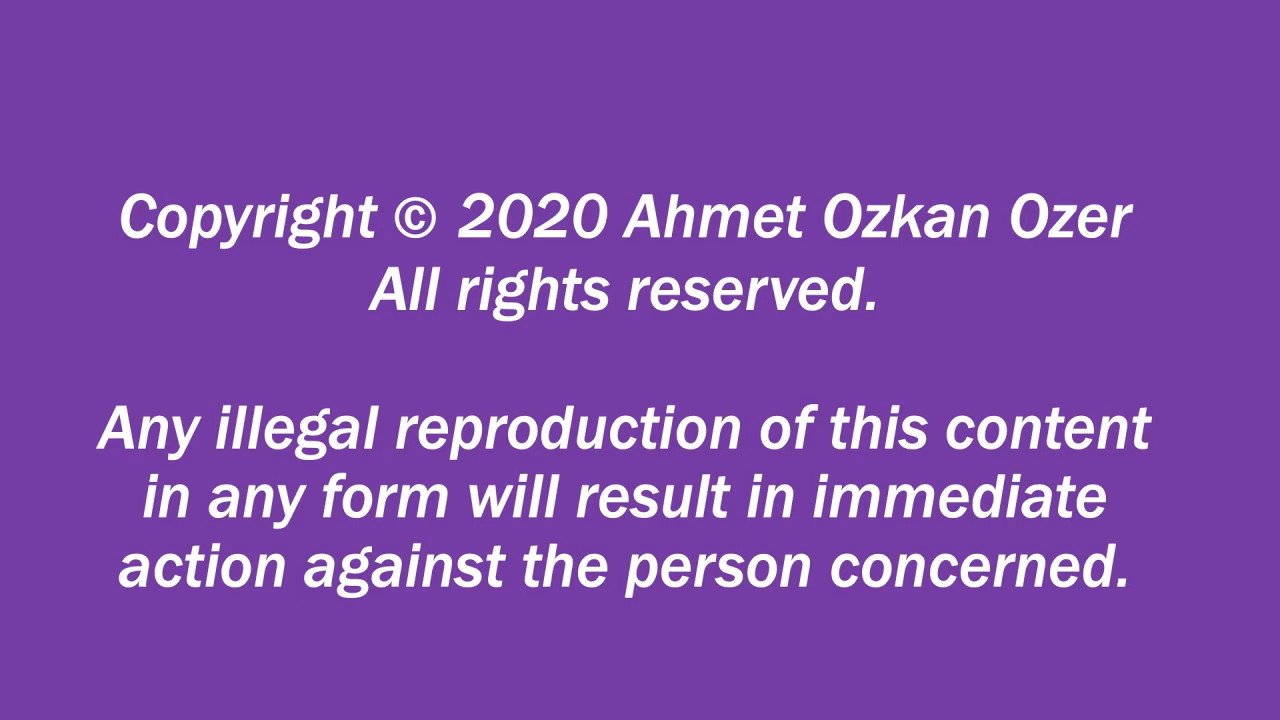 Copyright © 2020 Ahmet Ozkan Ozer
All rights reserved.
Any illegal reproduction of this content
in any form will result in immediate
action against the person concerned.